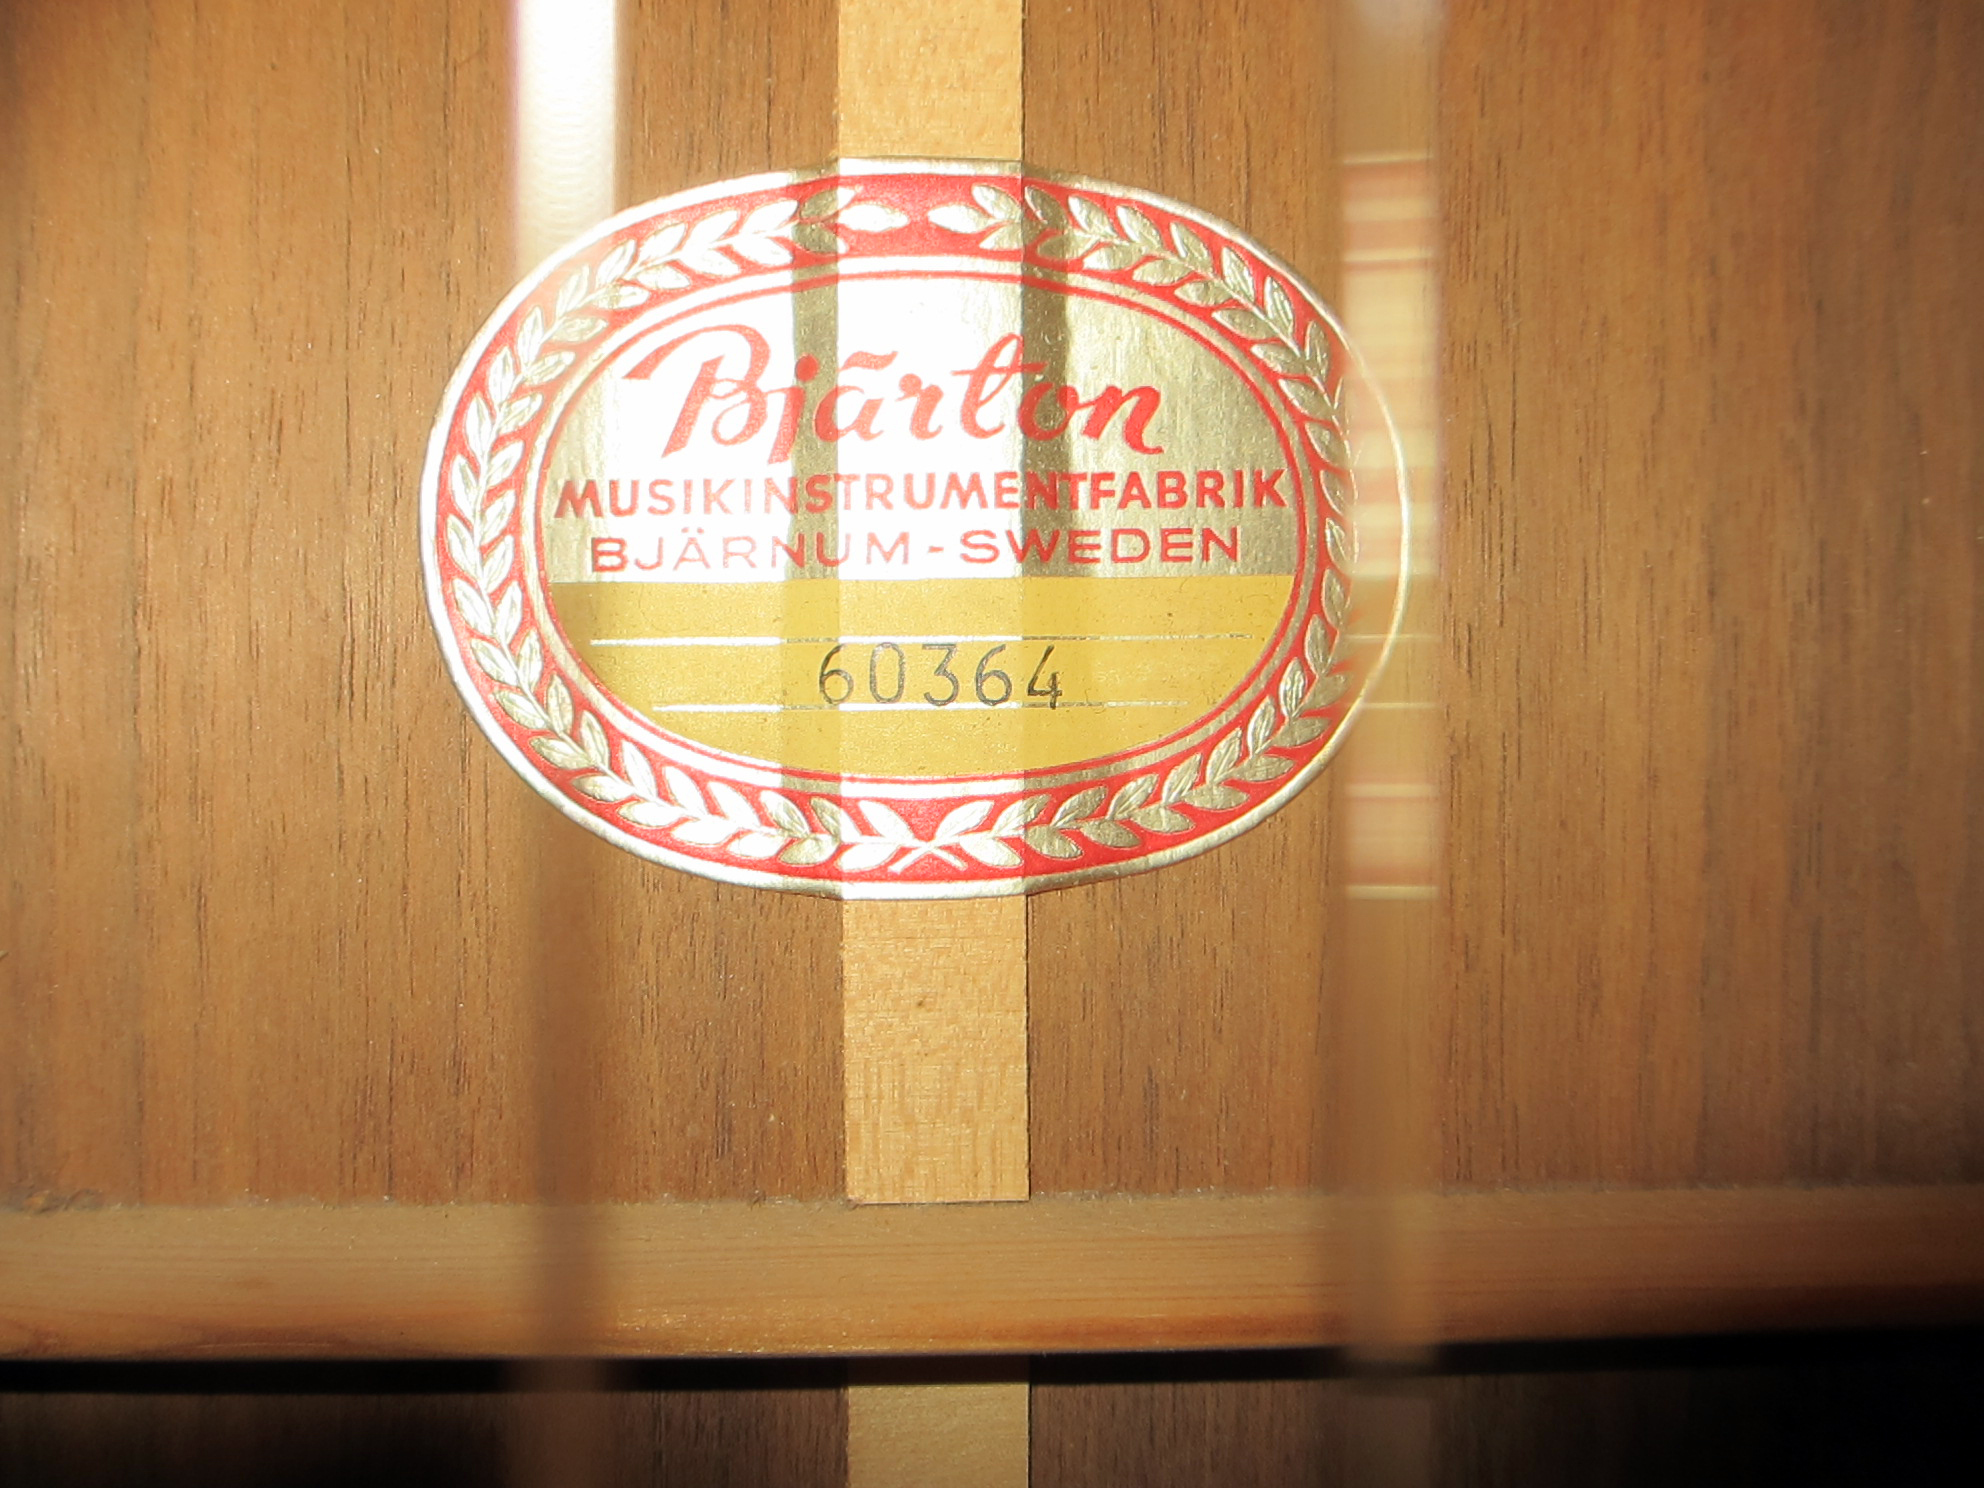 Bjärton
MUSIKINSTRUMENTFABRIK
BJÄRNUM - SWEDEN
60364